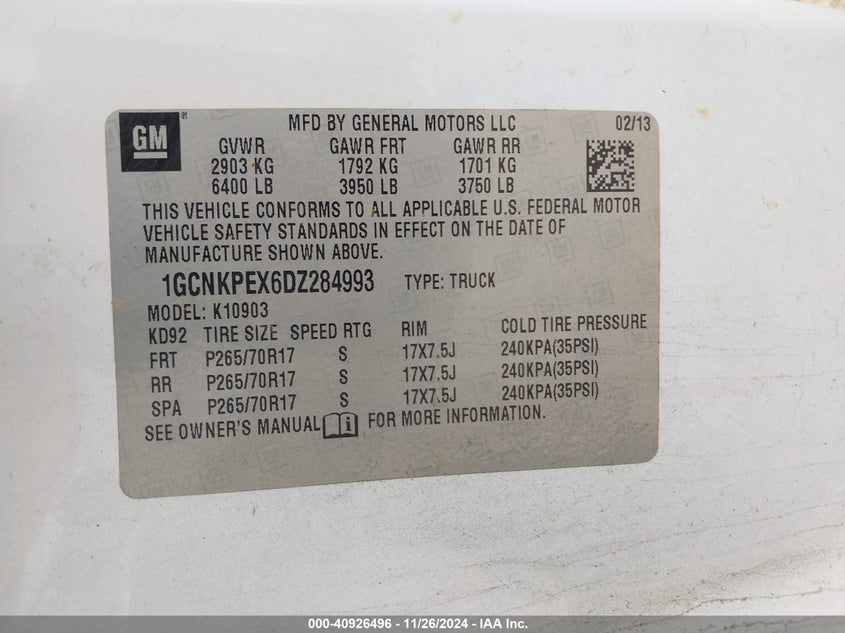 GM ®
MFD BY GENERAL MOTORS LLC 02/13
GVWR GAWR FRT GAWR RR
2903 KG 1792 KG 1701 KG
6400 LB 3950 LB 3750 LB
THIS VEHICLE CONFORMS TO ALL APPLICABLE U.S. FEDERAL MOTOR
VEHICLE SAFETY STANDARDS IN EFFECT ON THE DATE OF
MANUFACTURE SHOWN ABOVE.
1GCNKPEX6DZ284993 TYPE: TRUCK
MODEL: K10903
KD92 TIRE SIZE SPEED RTG RIM COLD TIRE PRESSURE
FRT P265/70R17 S 17X7.5J 240KPA(35PSI)
RR P265/70R17 S 17X7.5J 240KPA(35PSI)
SPA P265/70R17 S 17X7.5J 240KPA(35PSI)
SEE OWNER'S MANUAL i FOR MORE INFORMATION.
000-40926496 - 11/26/2024 - IAA Inc.